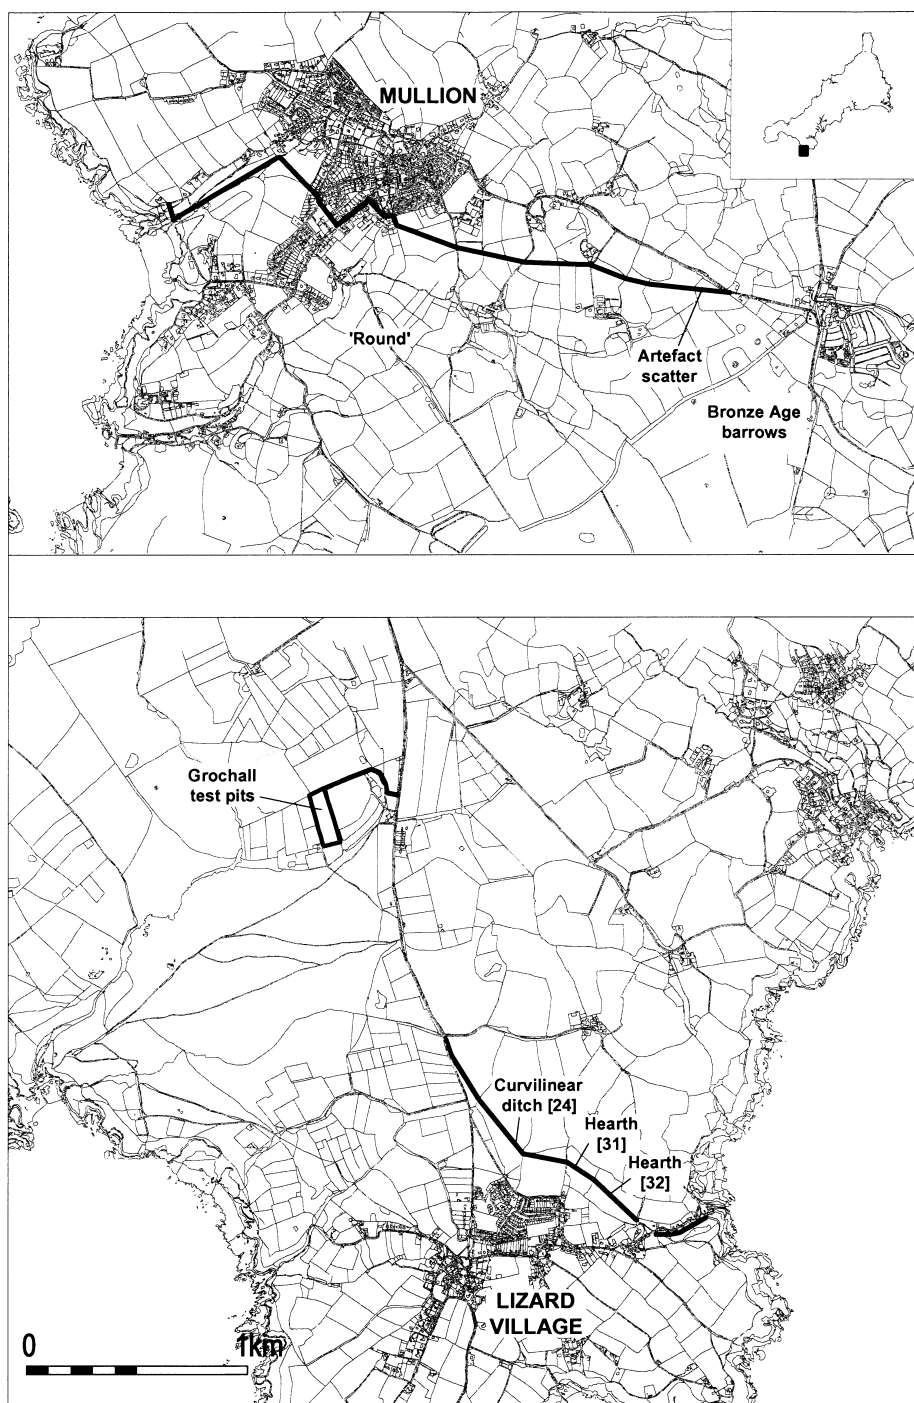 MULLION
'Round'
Artefact
scatter
Bronze Age
barrows
Grochall
test pits
Curvilinear
ditch [24]
Hearth
[31]
Hearth
[32]
LIZARD
VILLAGE
0 1km